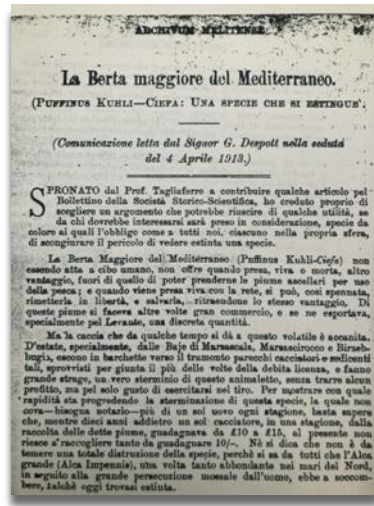 ARCHIVUM MELITENSE
La Berta maggiore del Mediterraneo.
(PUFFINUS KUHLI—CIEFA: UNA SPECIE CHE SI ESTINGUE.)
(Comunicazione letta dal Signor G. Despott nella seduta
del 4 Aprile 1913.)
SPRONATO dal Prof. Tagliaferro a contribuire qualche articolo pel
Bollettino della Società Storico-Scientifica, ho creduto proprio di
scegliere un argomento che potrebbe riuscire di qualche utilità, se
da chi dovrebbe interessarsi sarà preso in considerazione, specie da
coloro ai quali l'obbligo come a tutti noi, ciascuno nella propria sfera,
di scongiurare il pericolo di vedere estinta una specie.
La Berta Maggiore del Mediterraneo (Puffinus Kuhli-Ciefa) non
essendo atta a cibo umano, non offre quando presa, viva o morta, altro
vantaggio, fuori di quello di poter prenderne le piume ascellari per uso
della pesca; e quando viene presa viva con la rete, si può, così spennata,
rimetterla in libertà, e salvarla, ritraendone lo stesso vantaggio. Di
queste piume si faceva altre volte gran commercio, e se ne esportava,
specialmente pel Levante, una discreta quantità.
Ma la caccia che da qualche tempo si dà a questo volatile è accanita.
D'estate, specialmente, dalle Baje di Marsascala, Marsascirocco e Birzeb-
bugia, escono in barchette verso il tramonto parecchi cacciatori e sedicenti
tali, sprovvisti per giunta il più delle volte della debita licenza, e fanno
grande strage, un vero sterminio di questo animaletto, senza trarre alcun
profitto, ma pel solo gusto di esercitarsi nel tiro. Per mostrare con quale
rapidità sta progredendo la sterminazione di questa specie, la quale non
cova—bisogna notarlo—più di un sol uovo ogni stagione, basta sapere
che, mentre dieci anni addietro un sol cacciatore, in una stagione, dalla
raccolta delle dette piume, guadagnava da £10 a £15, al presente non
riesce a raccogliere tanto da guadagnare 10/-. Nè si dica che non è da
temere una totale distruzione della specie, perchè si sa da tutti che l'Alca
grande (Alca Impennis), una volta tanto abbondante nei mari del Nord,
in seguito alla grande persecuzione mossale dall'uomo, ebbe a soccom-
bere, talchè oggi trovasi estinta.